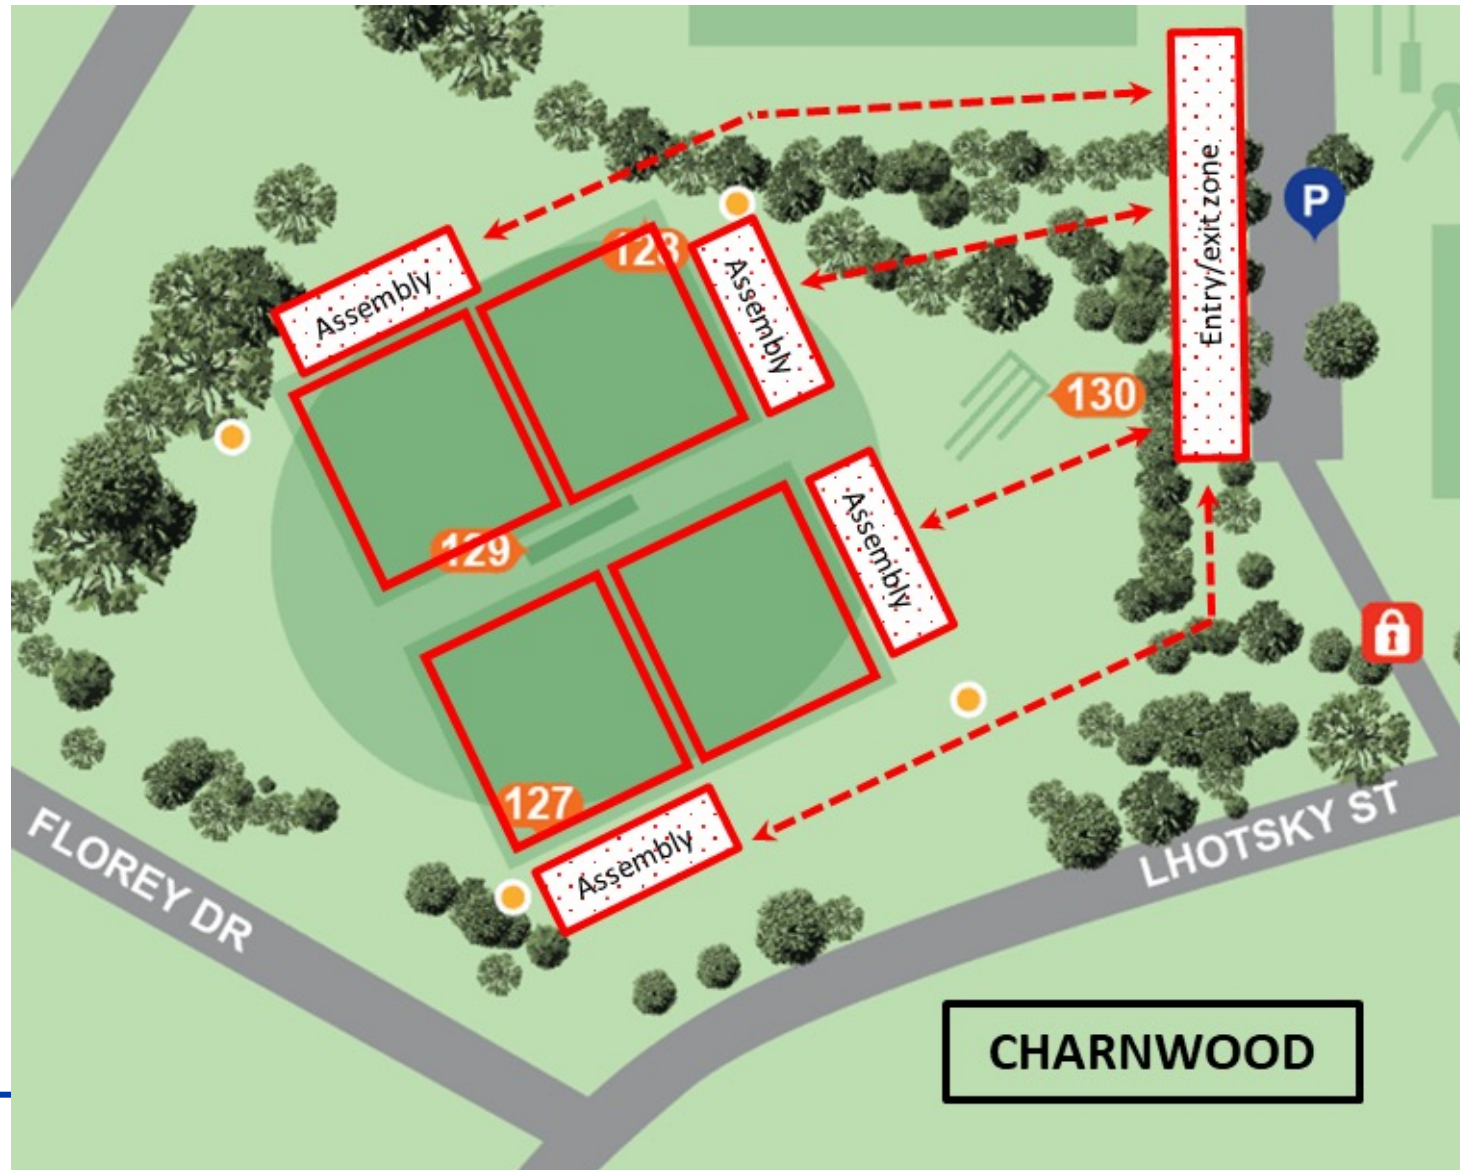 Entry/exit zone
P
128
Assembly
Assembly
130
129
Assembly
127
Assembly
FLOREY DR
LHOTSKY ST
CHARNWOOD